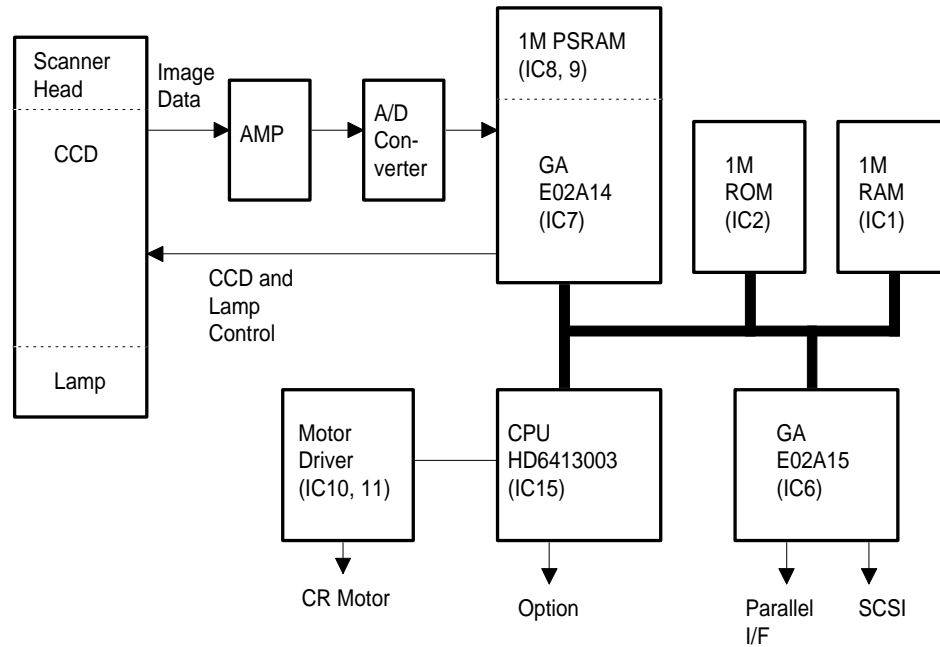 Scanner
Head
CCD
Lamp
Image
Data
AMP
A/D
Con-
verter
1M PSRAM
(IC8, 9)
GA
E02A14
(IC7)
1M
ROM
(IC2)
1M
RAM
(IC1)
CCD and
Lamp
Control
Motor
Driver
(IC10, 11)
CPU
HD6413003
(IC15)
GA
E02A15
(IC6)
CR Motor
Option
Parallel
I/F
SCSI